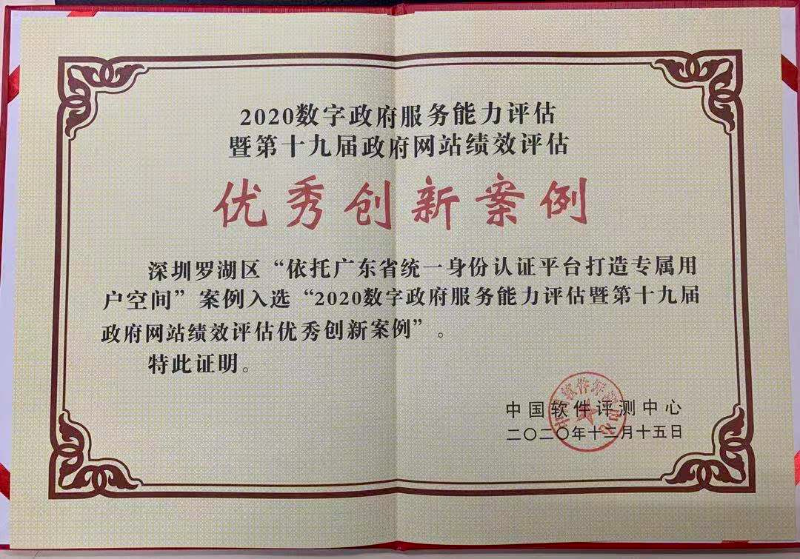 2020数字政府服务能力评估
暨第十九届政府网站绩效评估
优秀创新案例
深圳罗湖区“依托广东省统一身份认证平台打造专属用
户空间”案例入选“2020数字政府服务能力评估暨第十九届
政府网站绩效评估优秀创新案例”。
特此证明。
中国软件评测中心
二〇二〇年十二月十五日